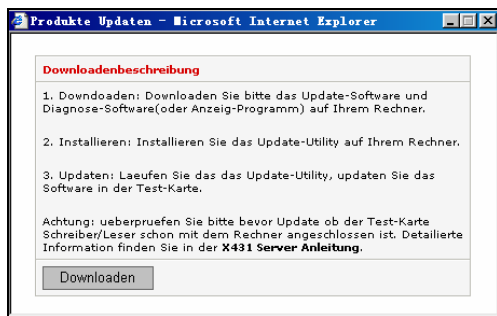 Produkte Updaten - Microsoft Internet Explorer
Downloadenbeschreibung
1. Downdoaden: Downloaden Sie bitte das Update-Software und
Diagnose-Software(oder Anzeig-Programm) auf Ihrem Rechner.
2. Installieren: Installieren Sie das Update-Utility auf Ihrem Rechner.
3. Updaten: Laeufen Sie das das Update-Utility, updaten Sie das
Software in der Test-Karte.
Achtung: ueberpruefen Sie bitte bevor Update ob der Test-Karte
Schreiber/Leser schon mit dem Rechner angeschlossen ist. Detailierte
Information finden Sie in der X431 Server Anleitung.
Downloaden